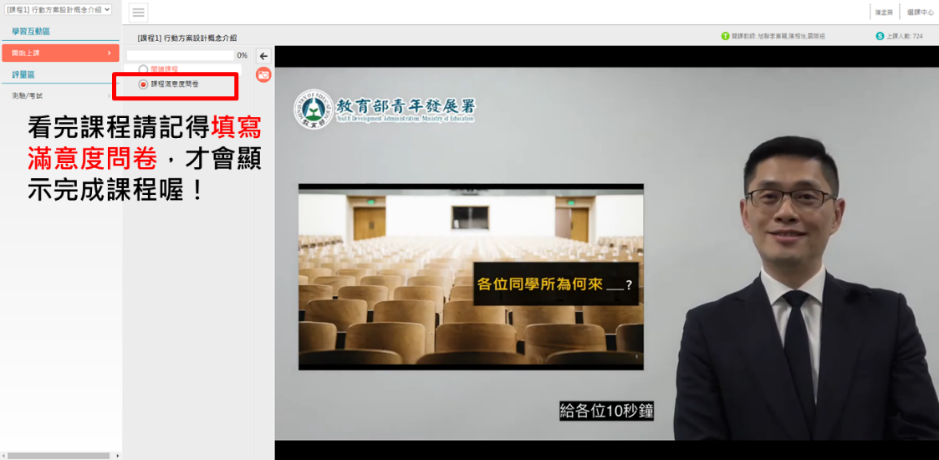 [課程1] 行動方案設計概念介紹
選課中心
學習互動區
開始上課
[課程1] 行動方案設計概念介紹
上課人數: 724
評量區
0%
開始課程
課程滿意度問卷
測驗/考試
看完課程請記得填寫
滿意度問卷，才會顯
示完成課程喔！
教育部青年發展署
Youth Development Administration, Ministry of Education
各位同學所為何來 __?
給各位10秒鐘